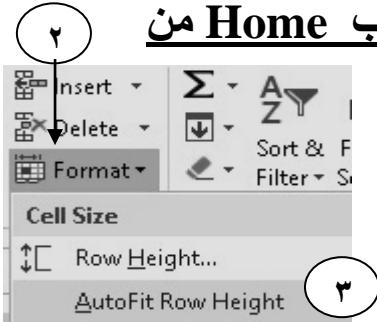 من Home ب
٢
Insert
Delete
Format
Sort &
Filter
Cell Size
Row Height...
AutoFit Row Height
٣